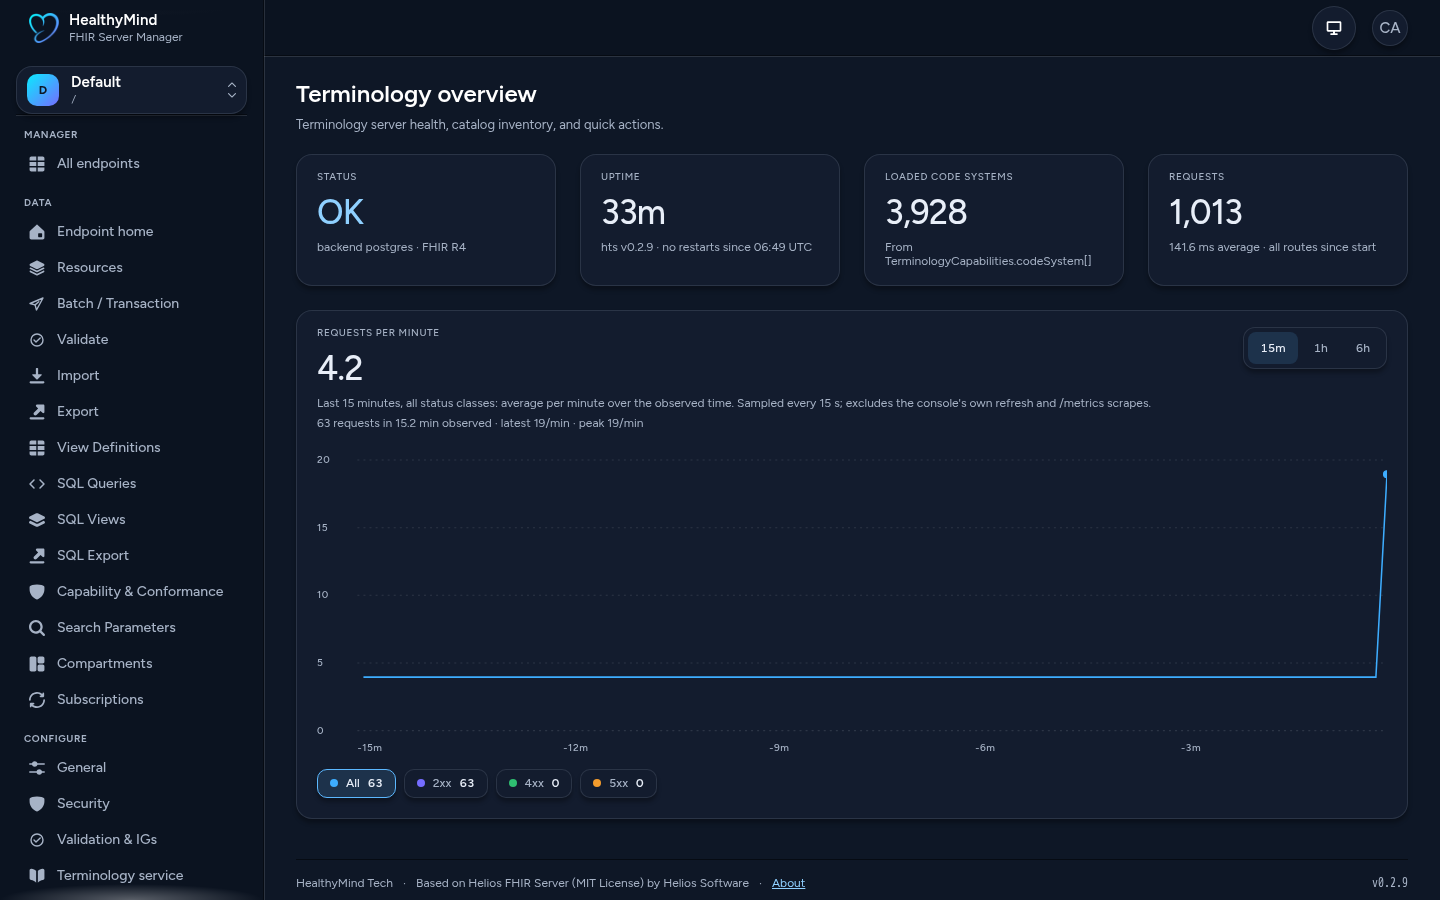 HealthyMind
FHIR Server Manager
D
Default
/
MANAGER
All endpoints
DATA
Endpoint home
Resources
Batch / Transaction
Validate
Import
Export
View Definitions
SQL Queries
SQL Views
SQL Export
Capability & Conformance
Search Parameters
Compartments
Subscriptions
CONFIGURE
General
Security
Validation & IGs
Terminology service
CA
Terminology overview
Terminology server health, catalog inventory, and quick actions.
STATUS
OK
backend postgres · FHIR R4
UPTIME
33m
hts v0.2.9 · no restarts since 06:49 UTC
LOADED CODE SYSTEMS
3,928
From
TerminologyCapabilities.codeSystem[]
REQUESTS
1,013
141.6 ms average · all routes since start
REQUESTS PER MINUTE
4.2
15m 1h 6h
Last 15 minutes, all status classes: average per minute over the observed time. Sampled every 15 s; excludes the console's own refresh and /metrics scrapes.
63 requests in 15.2 min observed · latest 19/min · peak 19/min
20
15
10
5
0
-15m -12m -9m -6m -3m
All 63 2xx 63 4xx 0 5xx 0
HealthyMind Tech · Based on Helios FHIR Server (MIT License) by Helios Software · About
v0.2.9